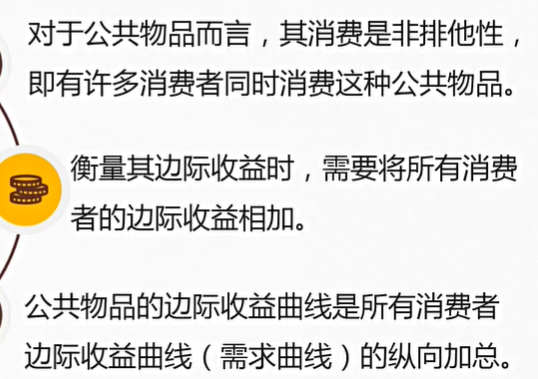 对于公共物品而言，其消费是非排他性，
即有许多消费者同时消费这种公共物品。
衡量其边际收益时，需要将所有消费
者的边际收益相加。
公共物品的边际收益曲线是所有消费者
边际收益曲线（需求曲线）的纵向加总。